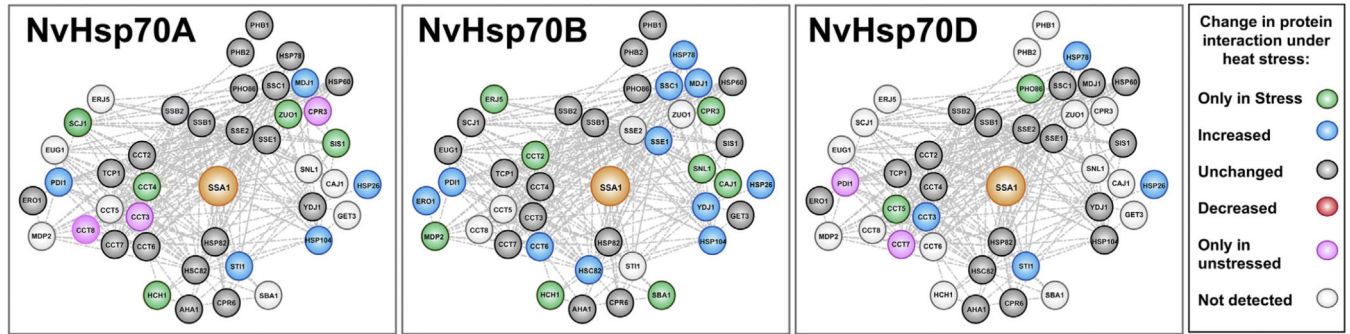 NvHsp70A
PHB1
PHB2
HSP78
MDJ1
HSP60
PHO86
SSC1
ERJ5
SCJ1
SSB2
SSB1
ZUO1
CPR3
SSE2
SSE1
SIS1
EUG1
CCT2
TCP1
CCT4
SSA1
SNL1
CAJ1
HSP26
PDI1
ERO1
CCT5
CCT3
YDJ1
GET3
MDP2
CCT8
CCT7
CCT6
HSP82
HSP104
HSC82
STI1
HCH1
AHA1
CPR6
SBA1
NvHsp70B
PHB1
PHB2
HSP78
SSC1
MDJ1
HSP60
PHO86
ERJ5
SCJ1
SSB2
SSB1
ZUO1
CPR3
SSE2
SSE1
SIS1
EUG1
CCT2
TCP1
CCT4
SSA1
SNL1
CAJ1
HSP26
PDI1
ERO1
CCT5
CCT3
YDJ1
GET3
MDP2
CCT8
CCT7
CCT6
HSP82
HSP104
HSC82
STI1
HCH1
AHA1
CPR6
SBA1
NvHsp70D
PHB1
PHB2
HSP78
SSC1
MDJ1
HSP60
PHO86
ERJ5
SCJ1
SSB2
SSB1
ZUO1
CPR3
SSE2
SSE1
SIS1
EUG1
CCT2
TCP1
CCT4
SSA1
SNL1
CAJ1
HSP26
PDI1
ERO1
CCT5
CCT3
YDJ1
GET3
MDP2
CCT8
CCT7
CCT6
HSP82
HSP104
HSC82
STI1
HCH1
AHA1
CPR6
SBA1
Change in protein
interaction under
heat stress:
Only in Stress
Increased
Unchanged
Decreased
Only in
unstressed
Not detected